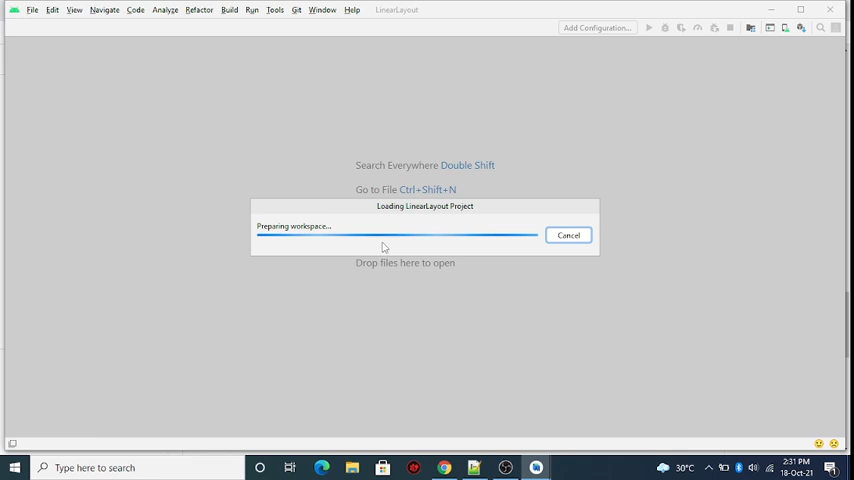 File Edit View Navigate Code Analyze Refactor Build Run Tools Git Window Help LinearLayout
Add Configuration...
Search Everywhere Double Shift
Go to File Ctrl+Shift+N
Loading LinearLayout Project
Preparing workspace...
Cancel
Drop files here to open
Type here to search
30°C
2:31 PM
18-Oct-21
1